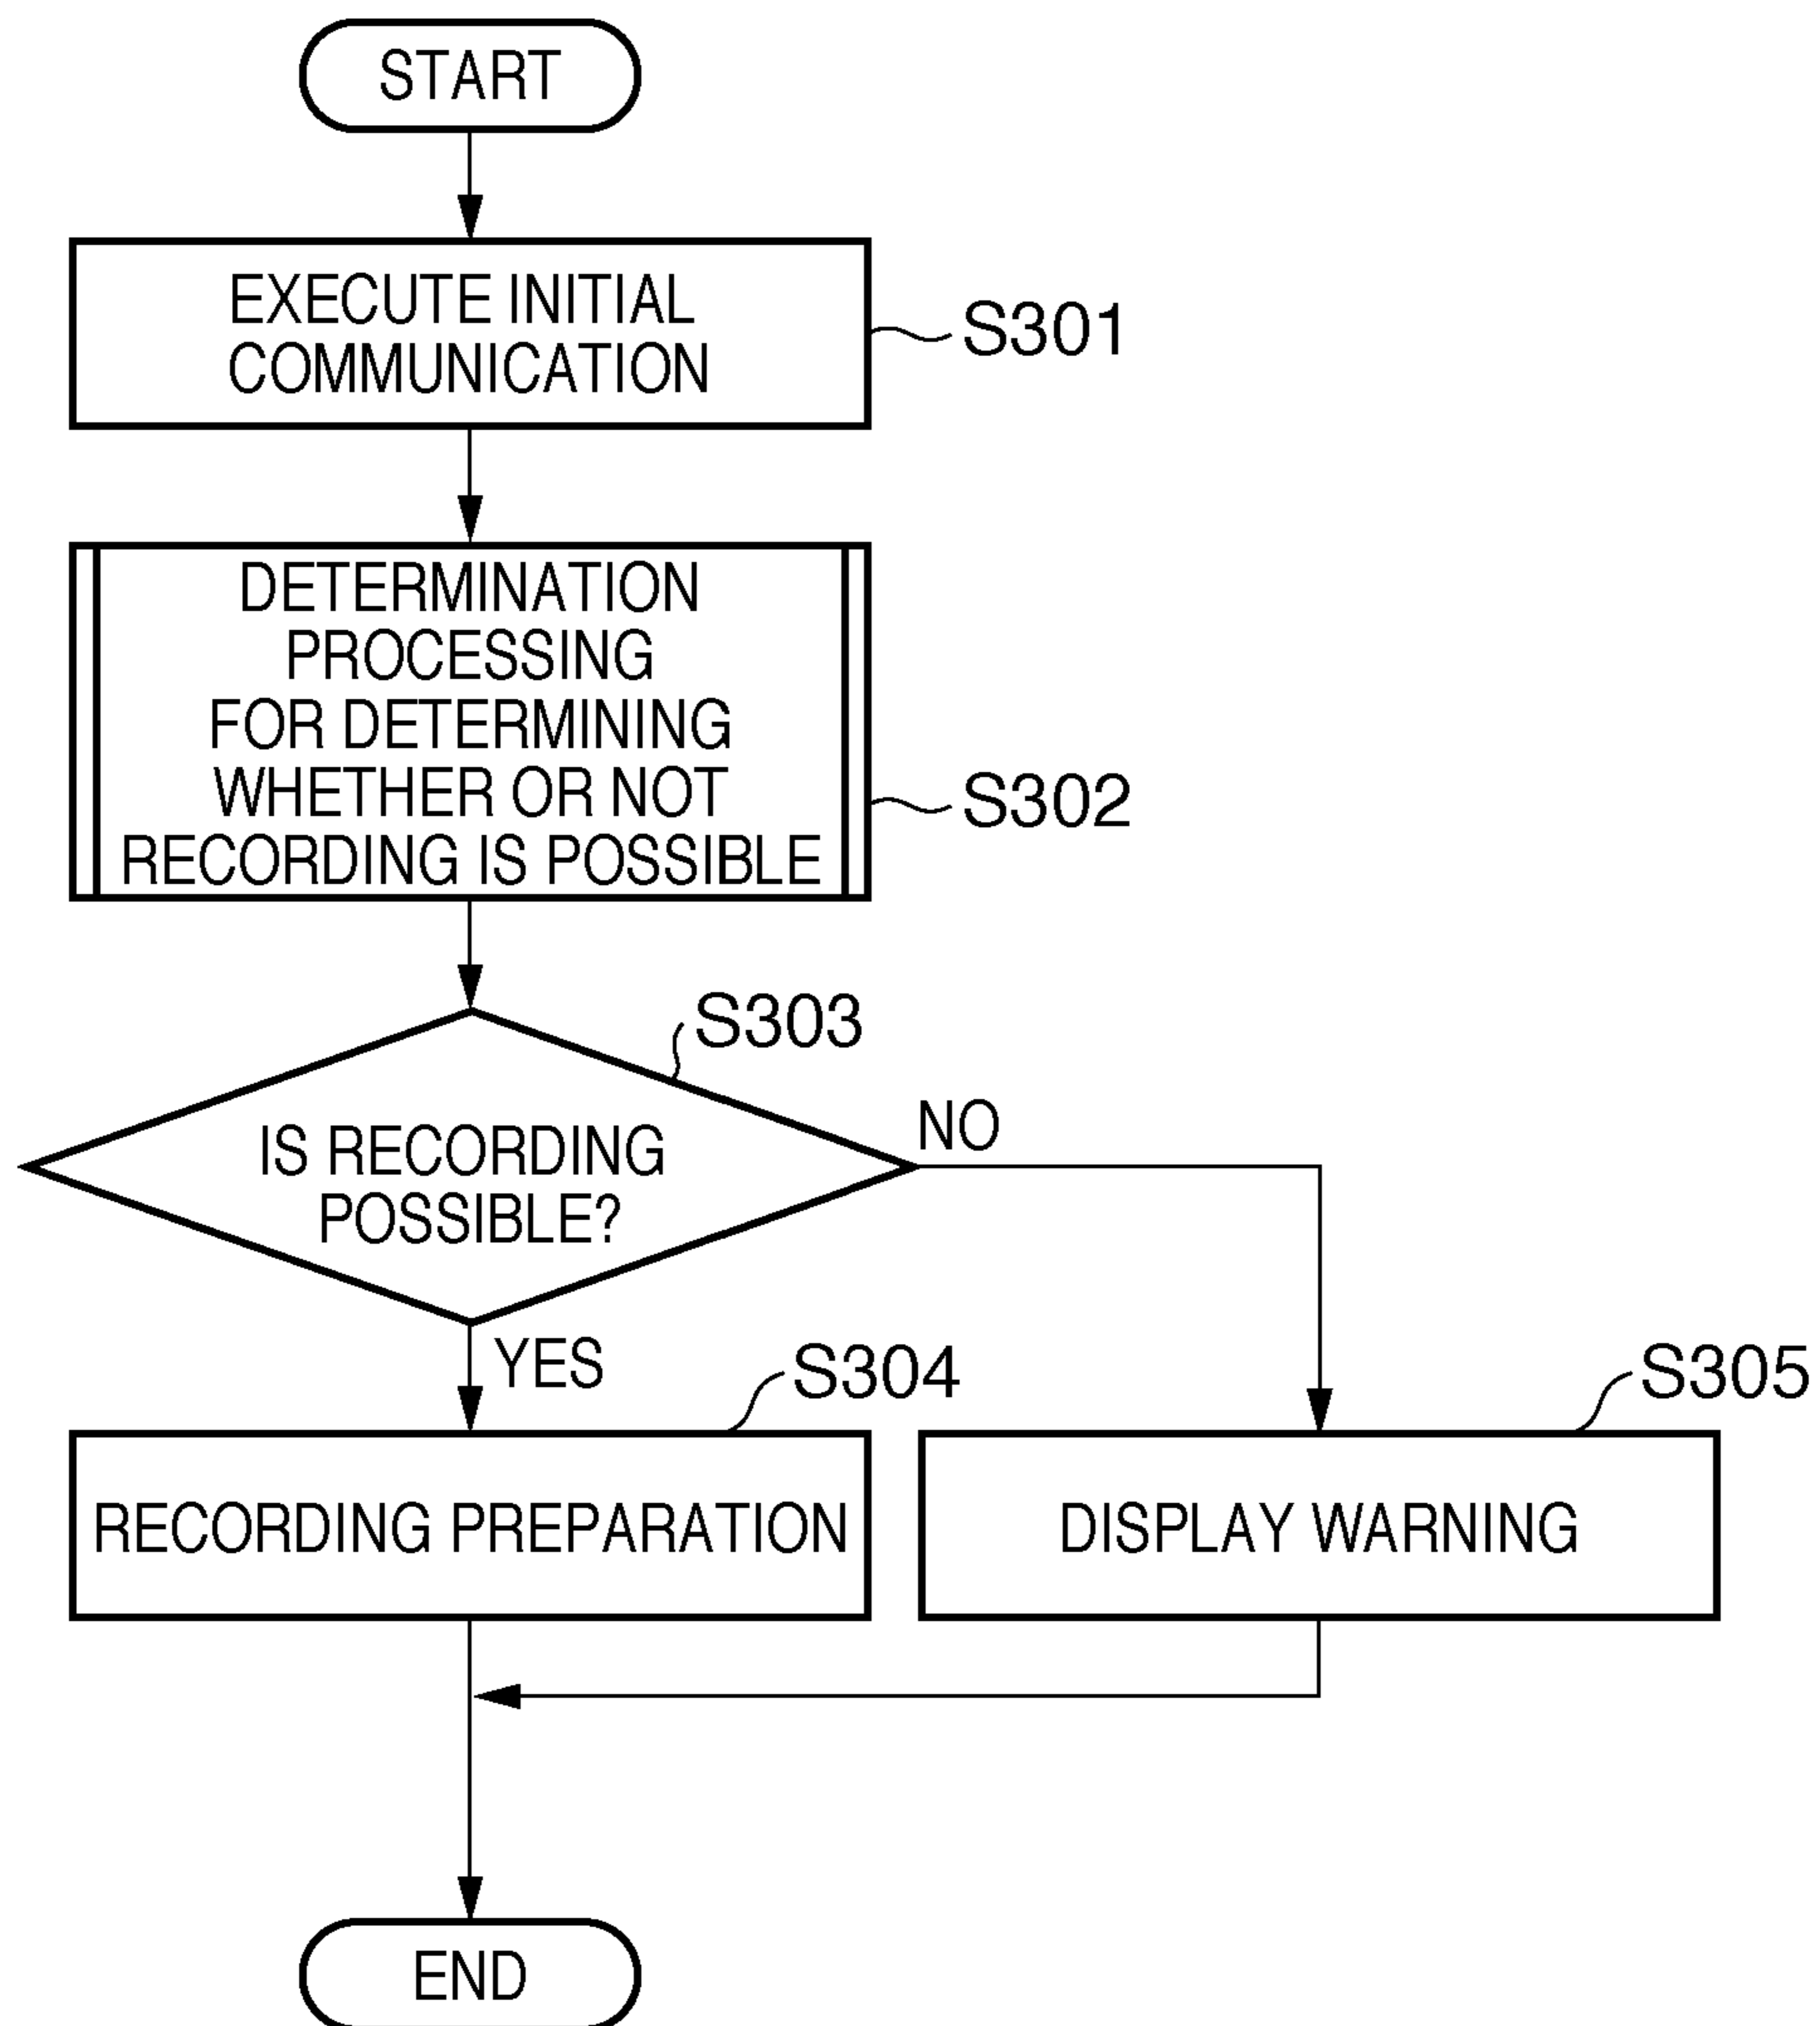 START
EXECUTE INITIAL
COMMUNICATION
S301
DETERMINATION
PROCESSING
FOR DETERMINING
WHETHER OR NOT
RECORDING IS POSSIBLE
S302
S303
IS RECORDING
POSSIBLE?
NO
YES
S304
S305
RECORDING PREPARATION
DISPLAY WARNING
END